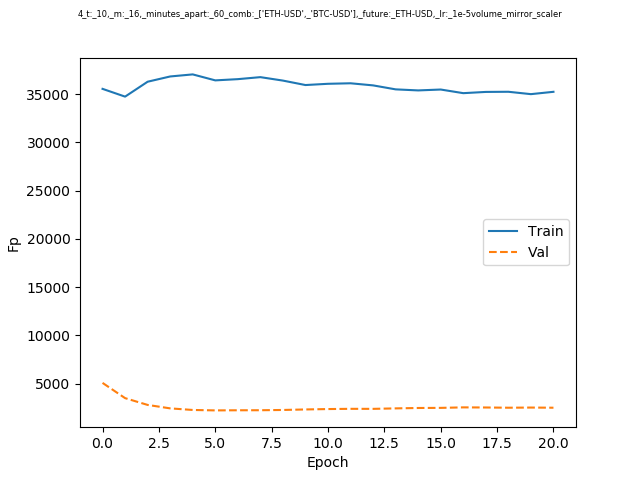 4_t:_10,_m:_16,_minutes_apart:_60_comb:_['ETH-USD',_'BTC-USD'],_future:_ETH-USD,_lr:_1e-5volume_mirror_scaler
35000
30000
25000
20000
15000
10000
5000
Fp
Train
Val
0.0 2.5 5.0 7.5 10.0 12.5 15.0 17.5 20.0
Epoch